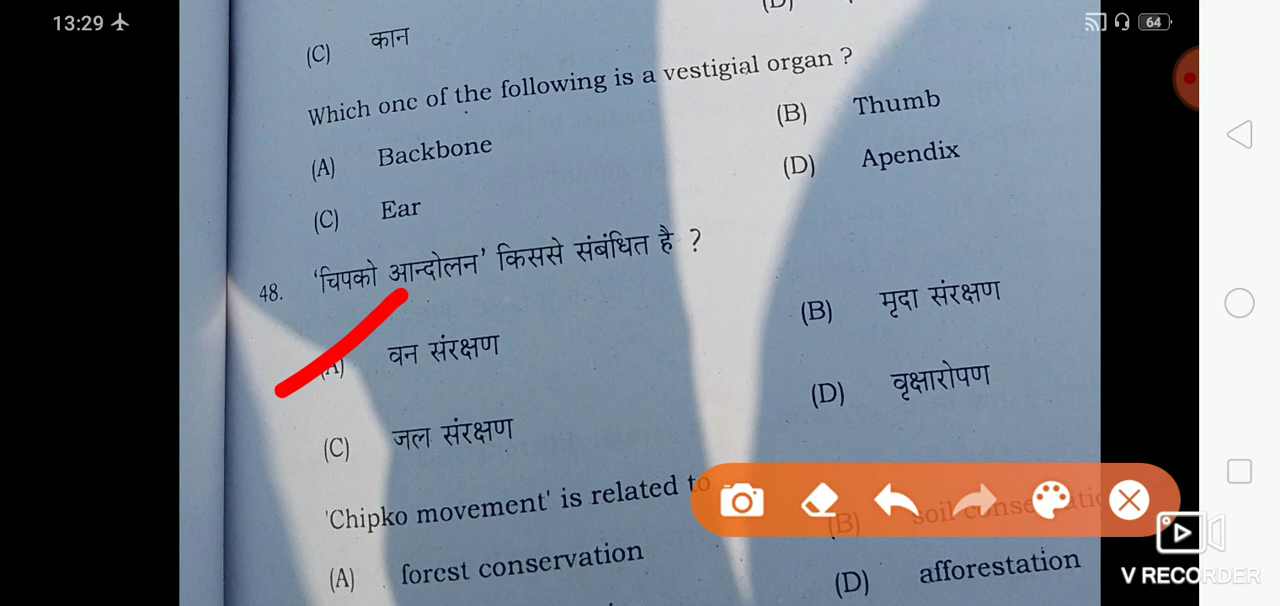 13:29
64
(D)
(C) कान
Which one of the following is a vestigial organ ?
(A) Backbone
(B) Thumb
(C) Ear
(D) Apendix
48. ‘चिपको आन्दोलन’ किससे संबंधित है ?
(A) वन संरक्षण
(B) मृदा संरक्षण
(C) जल संरक्षण
(D) वृक्षारोपण
'Chipko movement' is related to
(A) forest conservation
(B) soil
(D) afforestation
V RECORDER